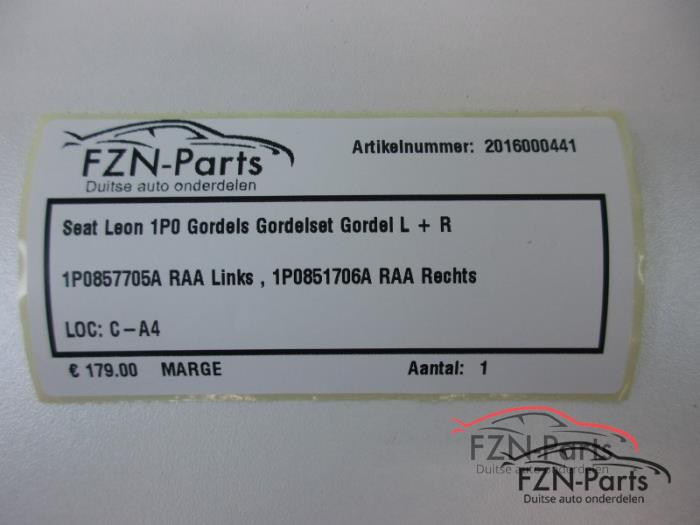 FZN-Parts
Duitse auto onderdelen
Artikelnummer: 2016000441
Seat Leon 1P0 Gordels Gordelset Gordel L + R
1P0857705A RAA Links , 1P0851706A RAA Rechts
LOC: C-A4
€ 179.00 MARGE
Aantal: 1
FZN-Parts
Duitse auto onderdelen
FZN-Parts
Duitse auto onderdelen